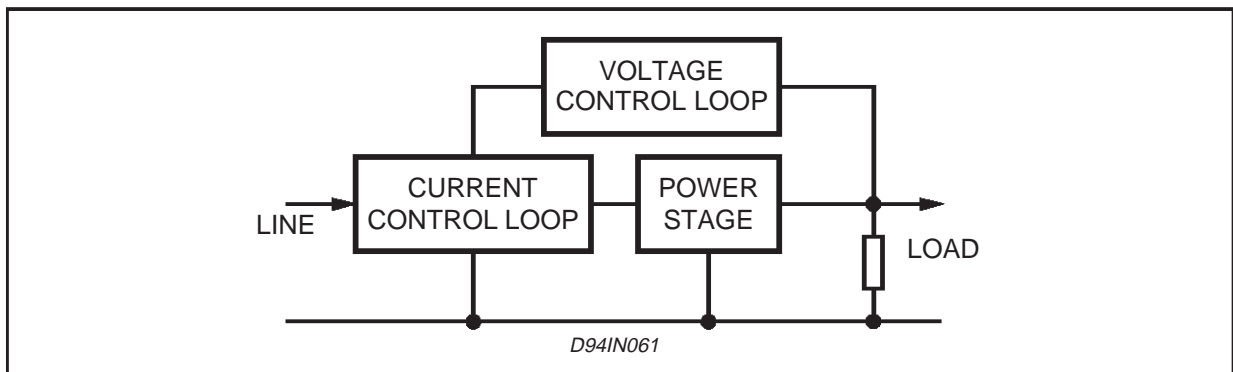 VOLTAGE
CONTROL LOOP
CURRENT
CONTROL LOOP
POWER
STAGE
LINE
LOAD
D94IN061